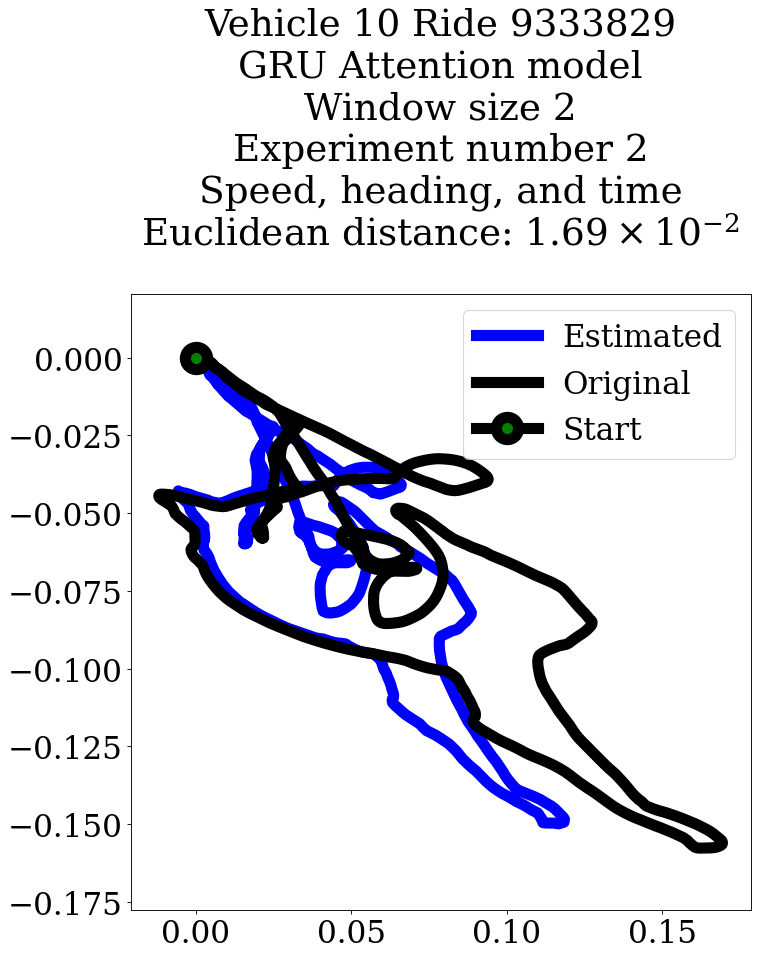 Vehicle 10 Ride 9333829
GRU Attention model
Window size 2
Experiment number 2
Speed, heading, and time
Euclidean distance: 1.69 × 10⁻²
Estimated
Original
Start
0.000
−0.025
−0.050
−0.075
−0.100
−0.125
−0.150
−0.175
0.00 0.05 0.10 0.15